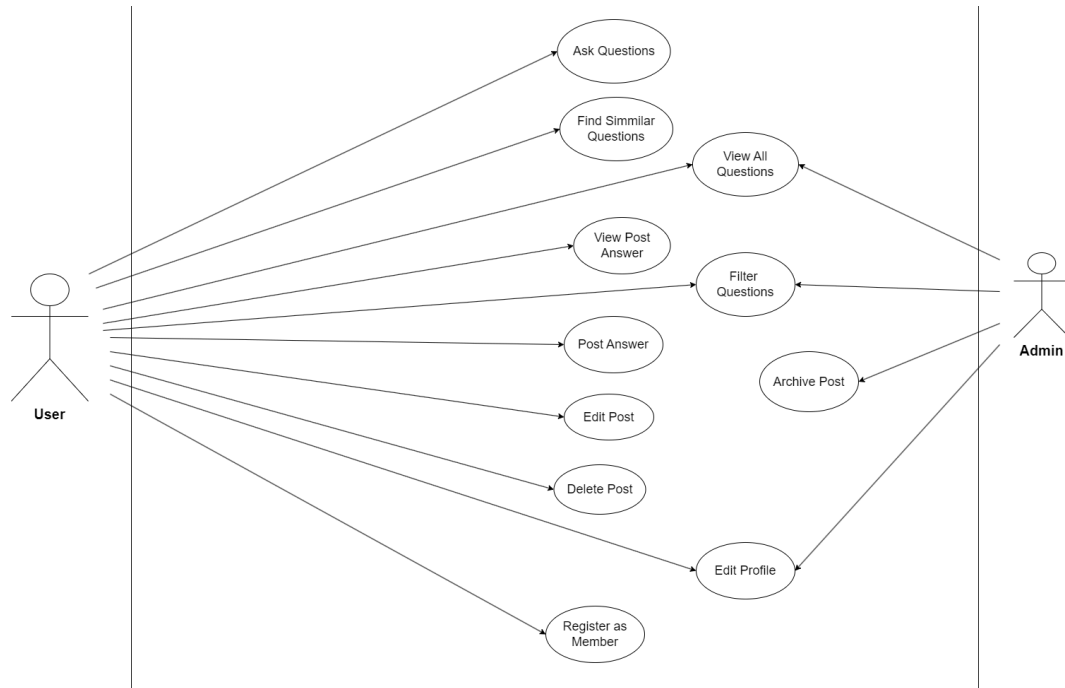 Ask Questions
Find Simmilar
Questions
View All
Questions
View Post
Answer
Filter
Questions
Post Answer
Admin
Archive Post
User
Edit Post
Delete Post
Edit Profile
Register as
Member